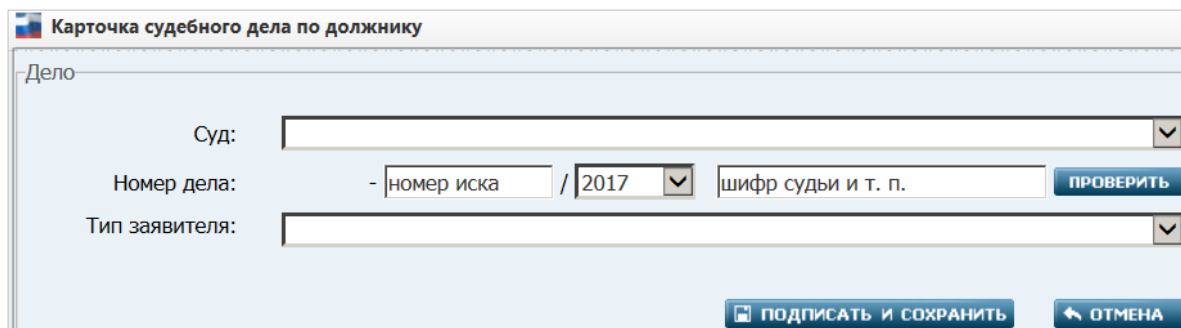 Карточка судебного дела по должнику
Дело
Суд:
Номер дела: - номер иска / 2017 шифр судьи и т. п. ПРОВЕРИТЬ
Тип заявителя:
ПОДПИСАТЬ И СОХРАНИТЬ ОТМЕНА